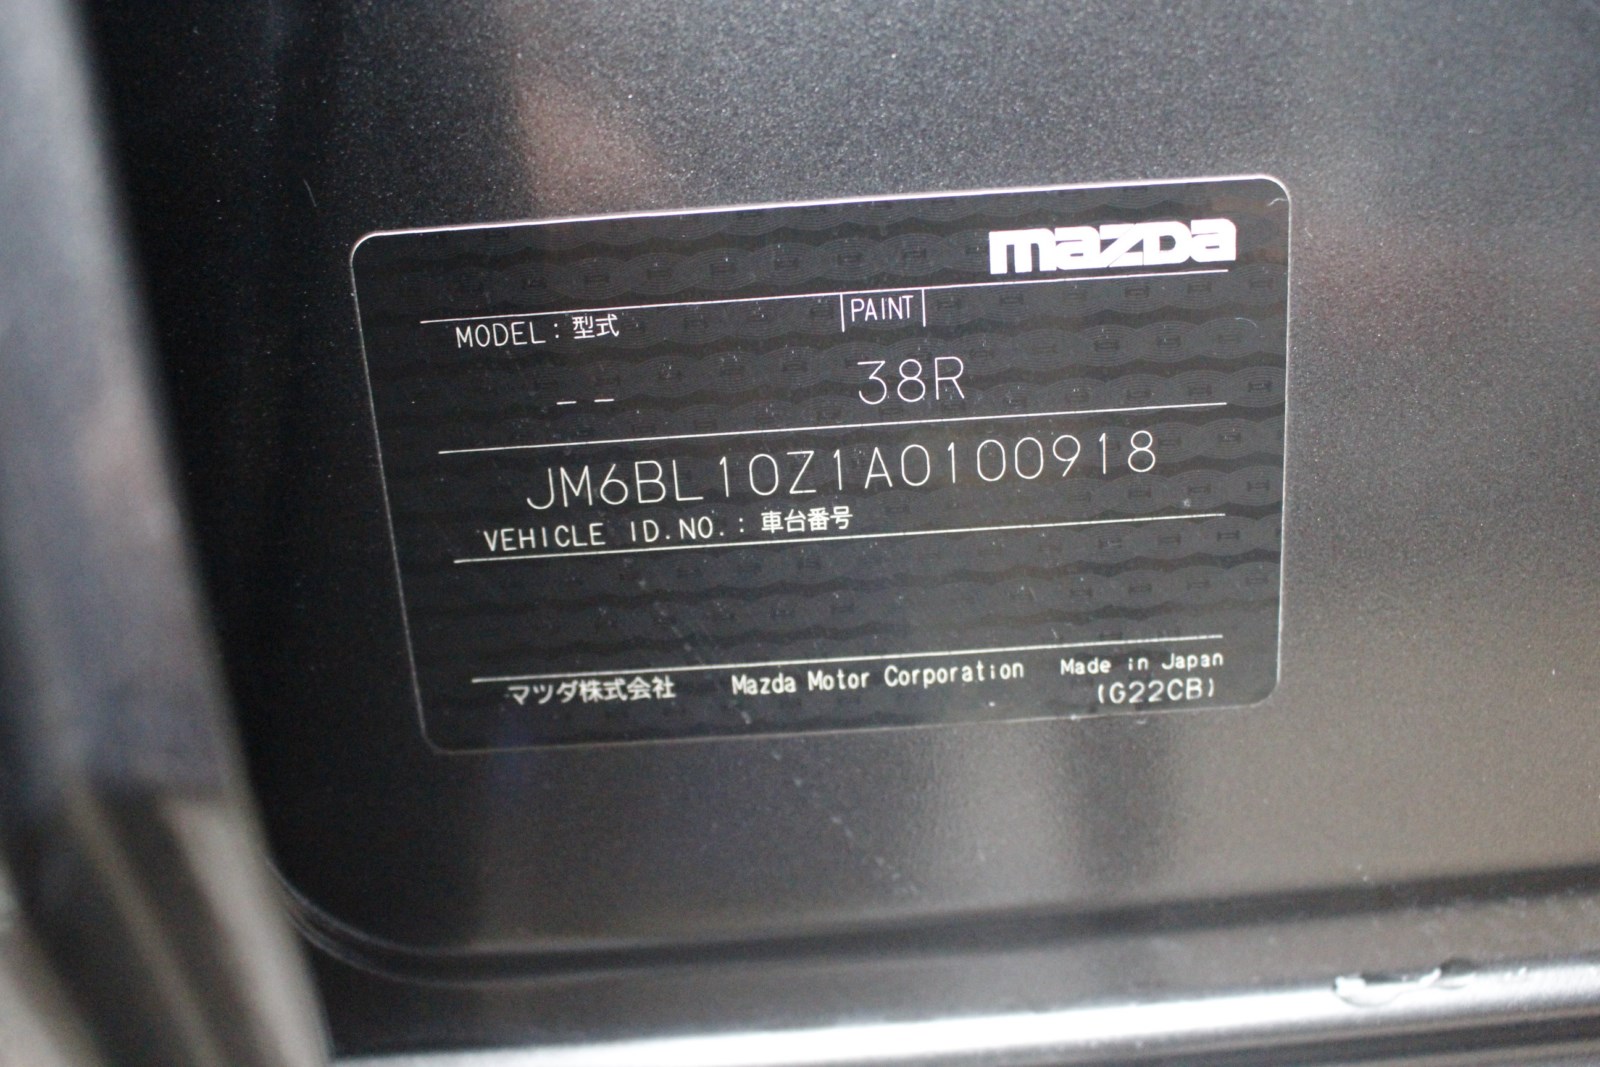 mazda
MODEL: 型式 PAINT
-- 38R
JM6BL10Z1A0100918
VEHICLE ID.NO.: 車台番号
マツダ株式会社 Mazda Motor Corporation Made in Japan
(G22CB)